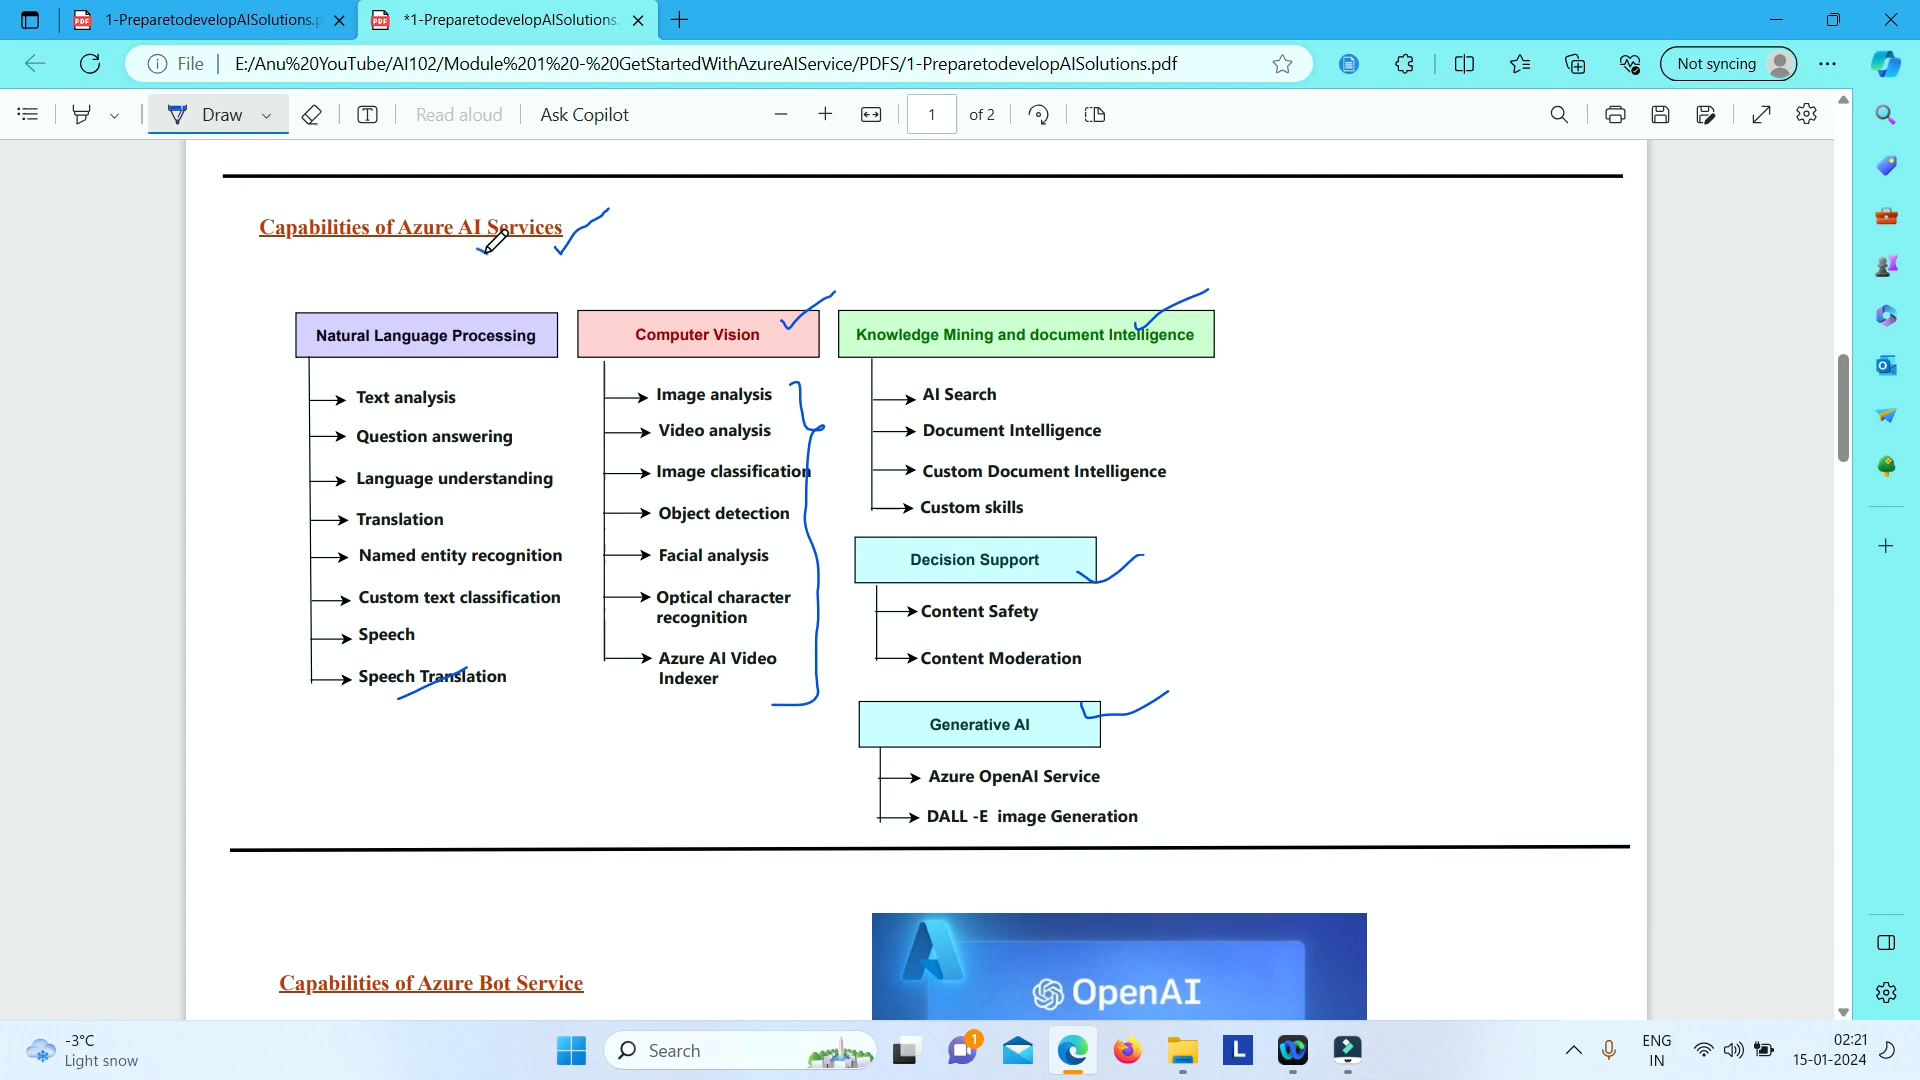 1-PreparetodevelopAISolutions.p
*1-PreparetodevelopAISolutions.
File
E:/Anu%20YouTube/AI102/Module%201%20-%20GetStartedWithAzureAIService/PDFS/1-PreparetodevelopAISolutions.pdf
Not syncing
Draw
Read aloud
Ask Copilot
1
of 2
Capabilities of Azure AI Services
Natural Language Processing
Text analysis
Question answering
Language understanding
Translation
Named entity recognition
Custom text classification
Speech
Speech Translation
Computer Vision
Image analysis
Video analysis
Image classification
Object detection
Facial analysis
Optical character
recognition
Azure AI Video
Indexer
Knowledge Mining and document Intelligence
AI Search
Document Intelligence
Custom Document Intelligence
Custom skills
Decision Support
Content Safety
Content Moderation
Generative AI
Azure OpenAI Service
DALL -E image Generation
Capabilities of Azure Bot Service
OpenAI
-3°C
Light snow
Search
1
L
ENG
IN
02:21
15-01-2024